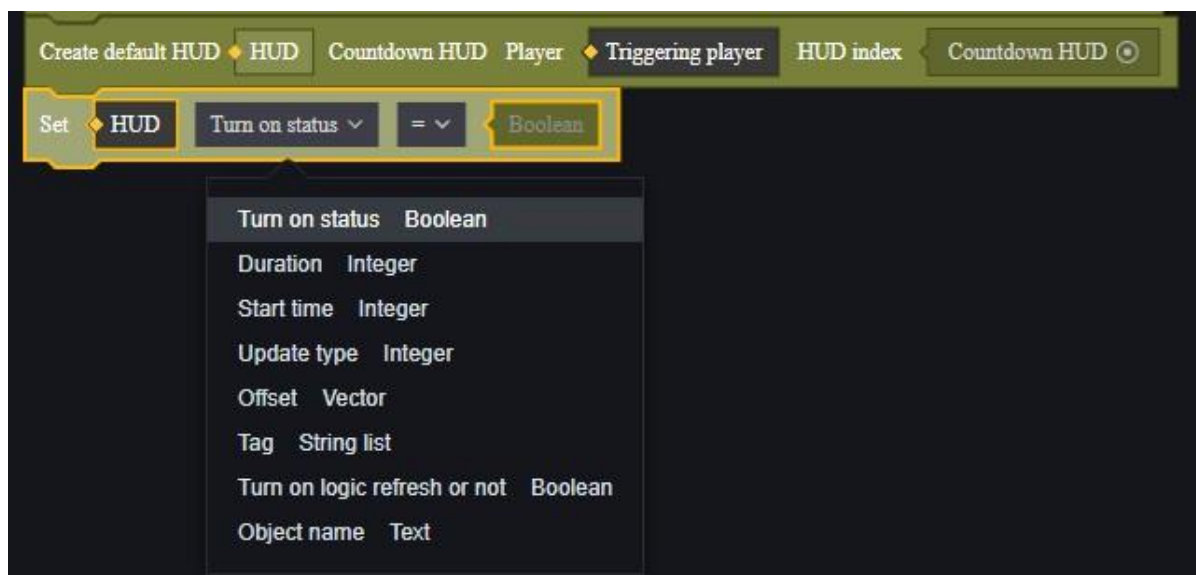 Create default HUD HUD Countdown HUD Player Triggering player HUD index Countdown HUD
Set HUD Turn on status = Boolean
Turn on status Boolean
Duration Integer
Start time Integer
Update type Integer
Offset Vector
Tag String list
Turn on logic refresh or not Boolean
Object name Text